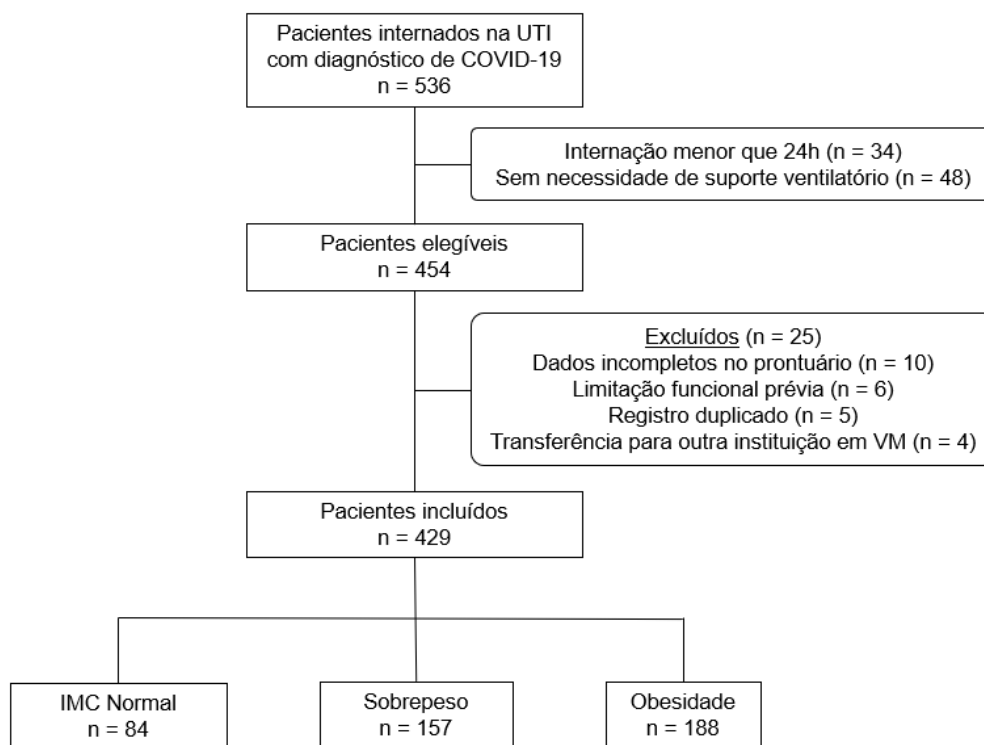 Pacientes internados na UTI
com diagnóstico de COVID-19
n = 536
Internação menor que 24h (n = 34)
Sem necessidade de suporte ventilatório (n = 48)
Pacientes elegíveis
n = 454
Excluídos (n = 25)
Dados incompletos no prontuário (n = 10)
Limitação funcional prévia (n = 6)
Registro duplicado (n = 5)
Transferência para outra instituição em VM (n = 4)
Pacientes incluídos
n = 429
IMC Normal
n = 84
Sobrepeso
n = 157
Obesidade
n = 188